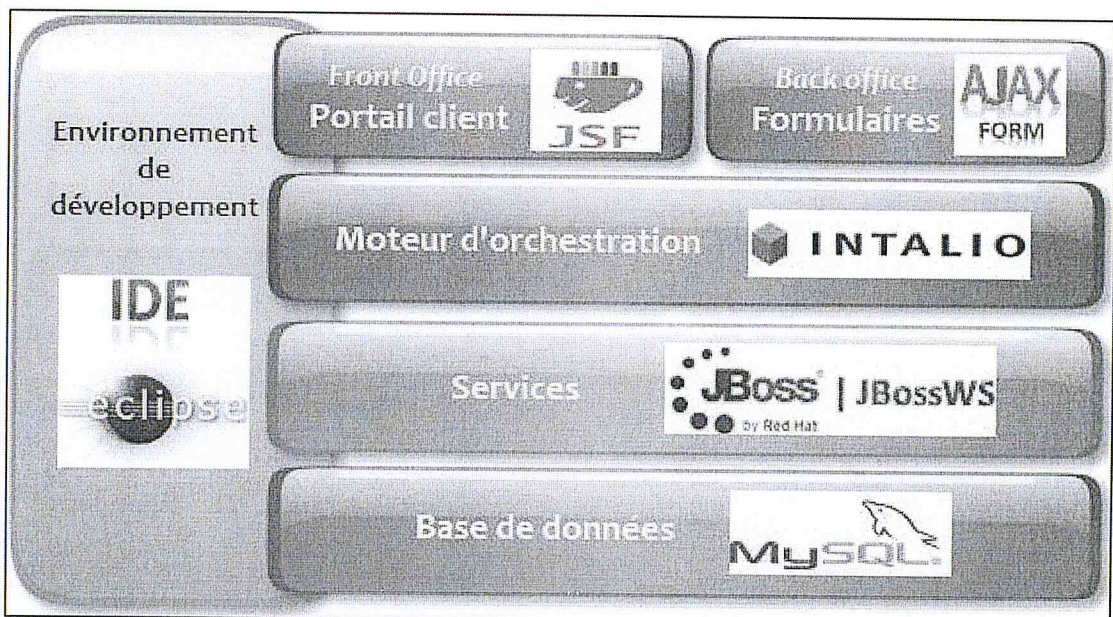 Environnement
de
développement
IDE
eclipse
Front Office
Portail client
JSF
Back office
Formulaires
AJAX
FORM
Moteur d'orchestration
INTALIO
Services
JBoss | JBossWS
by Red Hat
Base de données
MySQL